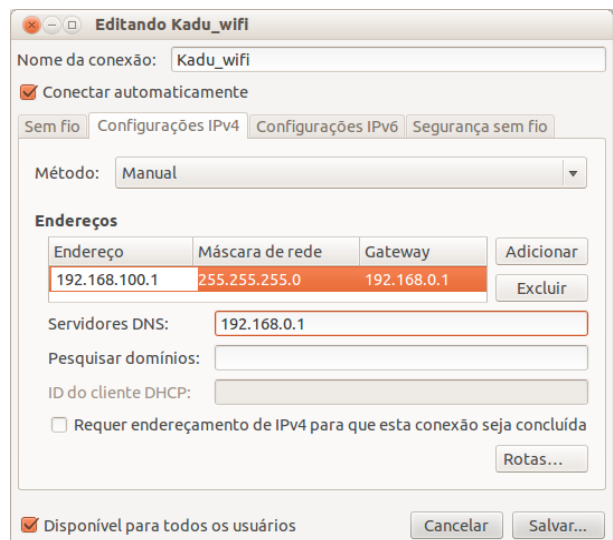 Editando Kadu_wifi
Nome da conexão: Kadu_wifi
Conectar automaticamente
Sem fio Configurações IPv4 Configurações IPv6 Segurança sem fio
Método: Manual
Endereços
Endereço Máscara de rede Gateway Adicionar
192.168.100.1 255.255.255.0 192.168.0.1 Excluir
Servidores DNS: 192.168.0.1
Pesquisar domínios:
ID do cliente DHCP:
Requer endereçamento de IPv4 para que esta conexão seja concluída
Rotas...
Disponível para todos os usuários Cancelar Salvar...